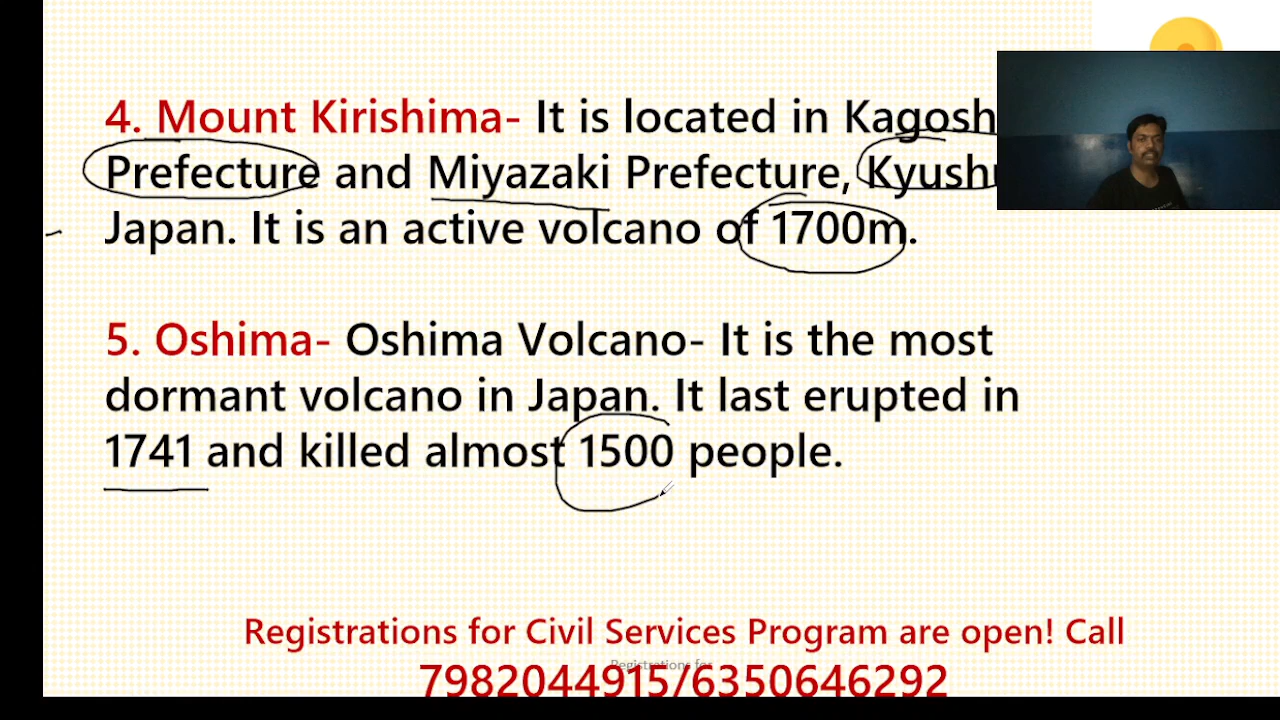 4. Mount Kirishima- It is located in Kagosh
Prefecture and Miyazaki Prefecture, Kyush
Japan. It is an active volcano of 1700m.
5. Oshima- Oshima Volcano- It is the most
dormant volcano in Japan. It last erupted in
1741 and killed almost 1500 people.
Registrations for Civil Services Program are open! Call
Registrations for
7982044915/6350646292